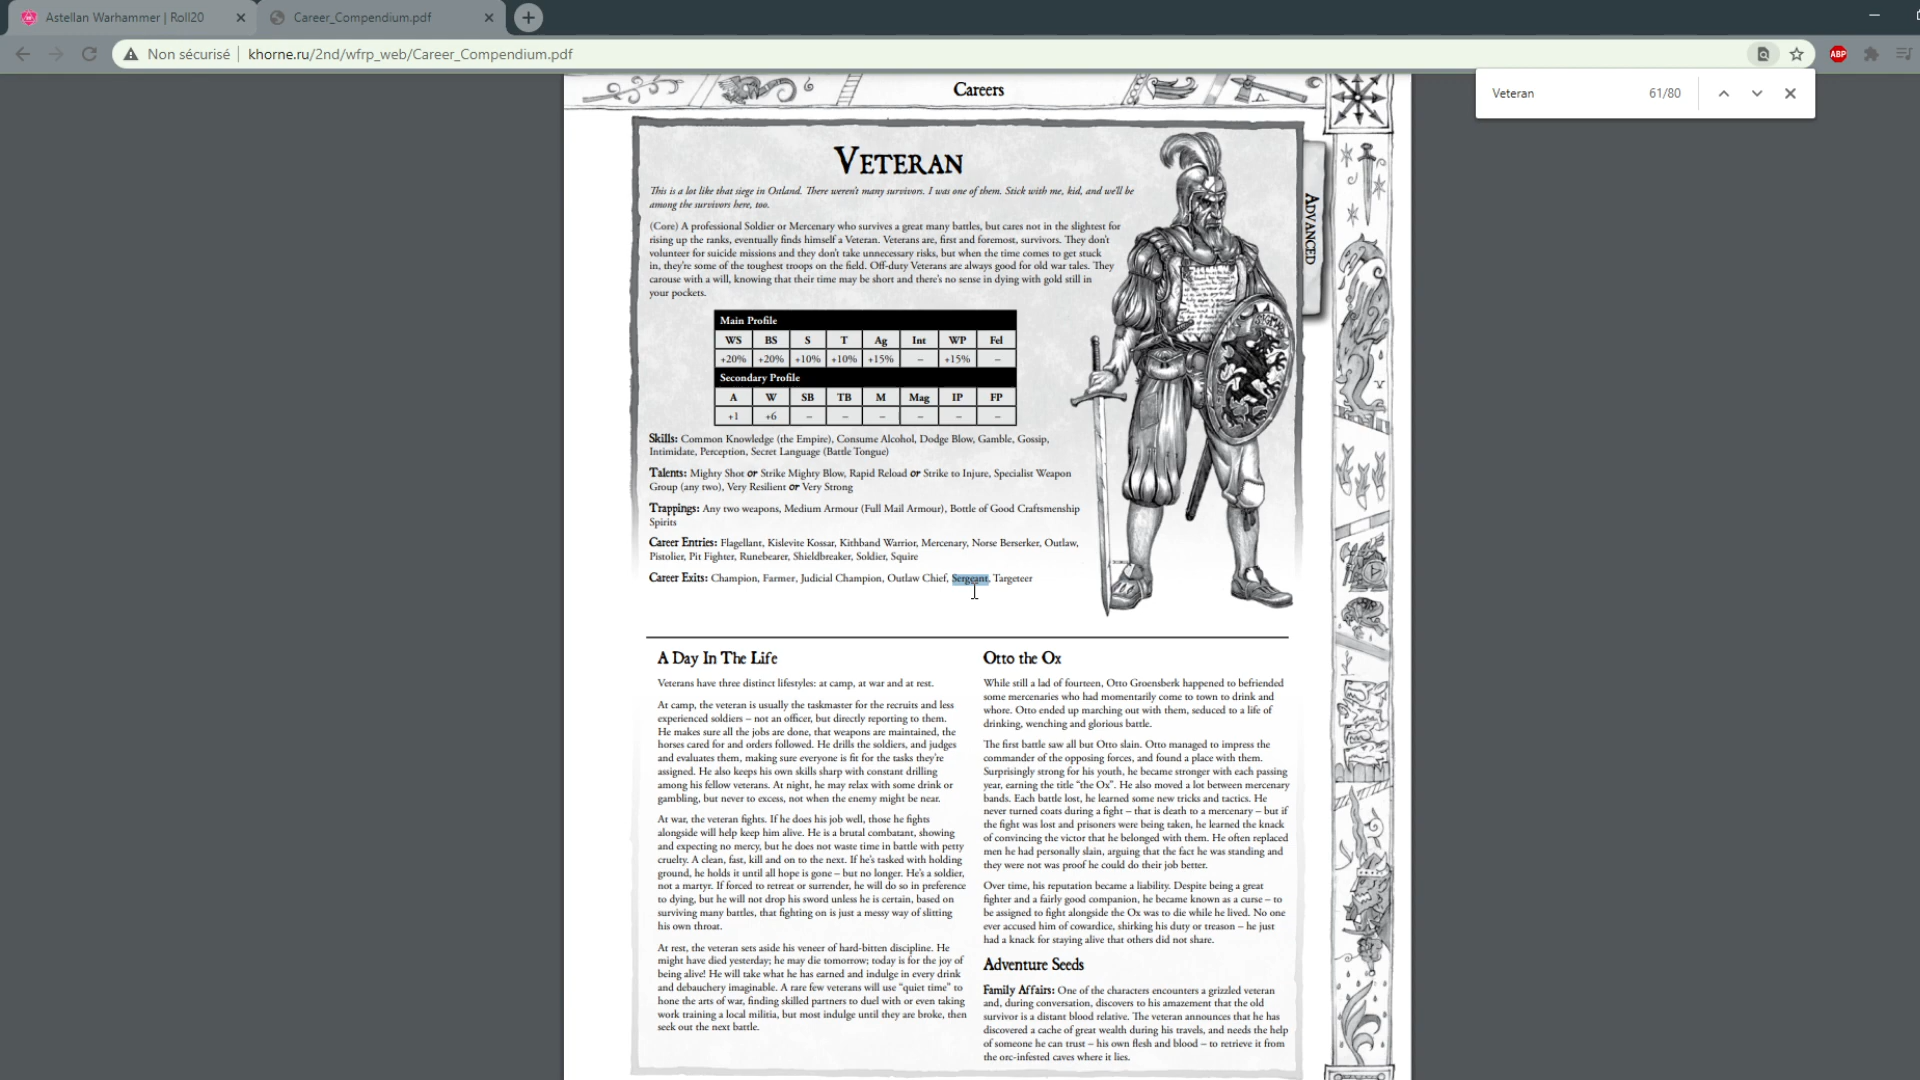 Astellan Warhammer | Roll20
Career_Compendium.pdf
Non sécurisé
khorne.ru/2nd/wfrp_web/Career_Compendium.pdf
ABP
Veteran
61/80
Careers
VETERAN
ADVANCED
This is a lot like that siege in Ostland. There weren't many survivors. I was one of them. Stick with me, kid, and we'll be
among the survivors here, too.
(Core) A professional Soldier or Mercenary who survives a great many battles, but cares not in the slightest for
rising up the ranks, eventually finds himself a Veteran. Veterans are, first and foremost, survivors. They don't
volunteer for suicide missions and they don't take unnecessary risks, but when the time comes to get stuck
in, they're some of the toughest troops on the field. Off-duty Veterans are always good for old war tales. They
carouse with a will, knowing that their time may be short and there's no sense in dying with gold still in
your pockets.
Main Profile
WS BS S T Ag Int WP Fel
+20% +20% +10% +10% +15% – +15% –
Secondary Profile
A W SB TB M Mag IP FP
+1 +6 – – – – – –
Skills: Common Knowledge (the Empire), Consume Alcohol, Dodge Blow, Gamble, Gossip,
Intimidate, Perception, Secret Language (Battle Tongue)
Talents: Mighty Shot or Strike Mighty Blow, Rapid Reload or Strike to Injure, Specialist Weapon
Group (any two), Very Resilient or Very Strong
Trappings: Any two weapons, Medium Armour (Full Mail Armour), Bottle of Good Craftsmenship
Spirits
Career Entries: Flagellant, Kislevite Kossar, Kithband Warrior, Mercenary, Norse Berserker, Outlaw,
Pistolier, Pit Fighter, Runebearer, Shieldbreaker, Soldier, Squire
Career Exits: Champion, Farmer, Judicial Champion, Outlaw Chief, Sergeant, Targeteer
A Day In The Life
Veterans have three distinct lifestyles: at camp, at war and at rest.
At camp, the veteran is usually the taskmaster for the recruits and less
experienced soldiers – not an officer, but directly reporting to them.
He makes sure all the jobs are done, that weapons are maintained, the
horses cared for and orders followed. He drills the soldiers, and judges
and evaluates them, making sure everyone is fit for the tasks they're
assigned. He also keeps his own skills sharp with constant drilling
among his fellow veterans. At night, he may relax with some drink or
gambling, but never to excess, not when the enemy might be near.
At war, the veteran fights. If he does his job well, those he fights
alongside will help keep him alive. He is a brutal combatant, showing
and expecting no mercy, but he does not waste time in battle with petty
cruelty. A clean, fast, kill and on to the next. If he's tasked with holding
ground, he holds it until all hope is gone – but no longer. He's a soldier,
not a martyr. If forced to retreat or surrender, he will do so in preference
to dying, but he will not drop his sword unless he is certain, based on
surviving many battles, that fighting on is just a messy way of slitting
his own throat.
At rest, the veteran sets aside his veneer of hard-bitten discipline. He
might have died yesterday; he may die tomorrow; today is for the joy of
being alive! He will take what he has earned and indulge in every drink
and debauchery imaginable. A rare few veterans will use "quiet time" to
hone the arts of war, finding skilled partners to duel with or even taking
work training a local militia, but most indulge until they are broke, then
seek out the next battle.
Otto the Ox
While still a lad of fourteen, Otto Groensberk happened to befriended
some mercenaries who had momentarily come to town to drink and
whore. Otto ended up marching out with them, seduced to a life of
drinking, wenching and glorious battle.
The first battle saw all but Otto slain. Otto managed to impress the
commander of the opposing forces, and found a place with them.
Surprisingly strong for his youth, he became stronger with each passing
year, earning the title "the Ox". He also moved a lot between mercenary
bands. Each battle lost, he learned some new tricks and tactics. He
never turned coats during a fight – that is death to a mercenary – but if
the fight was lost and prisoners were being taken, he learned the knack
of convincing the victor that he belonged with them. He often replaced
men he had personally slain, arguing that the fact he was standing and
they were not was proof he could do their job better.
Over time, his reputation became a liability. Despite being a great
fighter and a fairly good companion, he became known as a curse – to
be assigned to fight alongside the Ox was to die while he lived. No one
ever accused him of cowardice, shirking his duty or treason – he just
had a knack for staying alive that others did not share.
Adventure Seeds
Family Affairs: One of the characters encounters a grizzled veteran
and, during conversation, discovers to his amazement that the old
survivor is a distant blood relative. The veteran announces that he has
discovered a cache of great wealth during his travels, and needs the help
of someone he can trust – his own flesh and blood – to retrieve it from
the orc-infested caves where it lies.